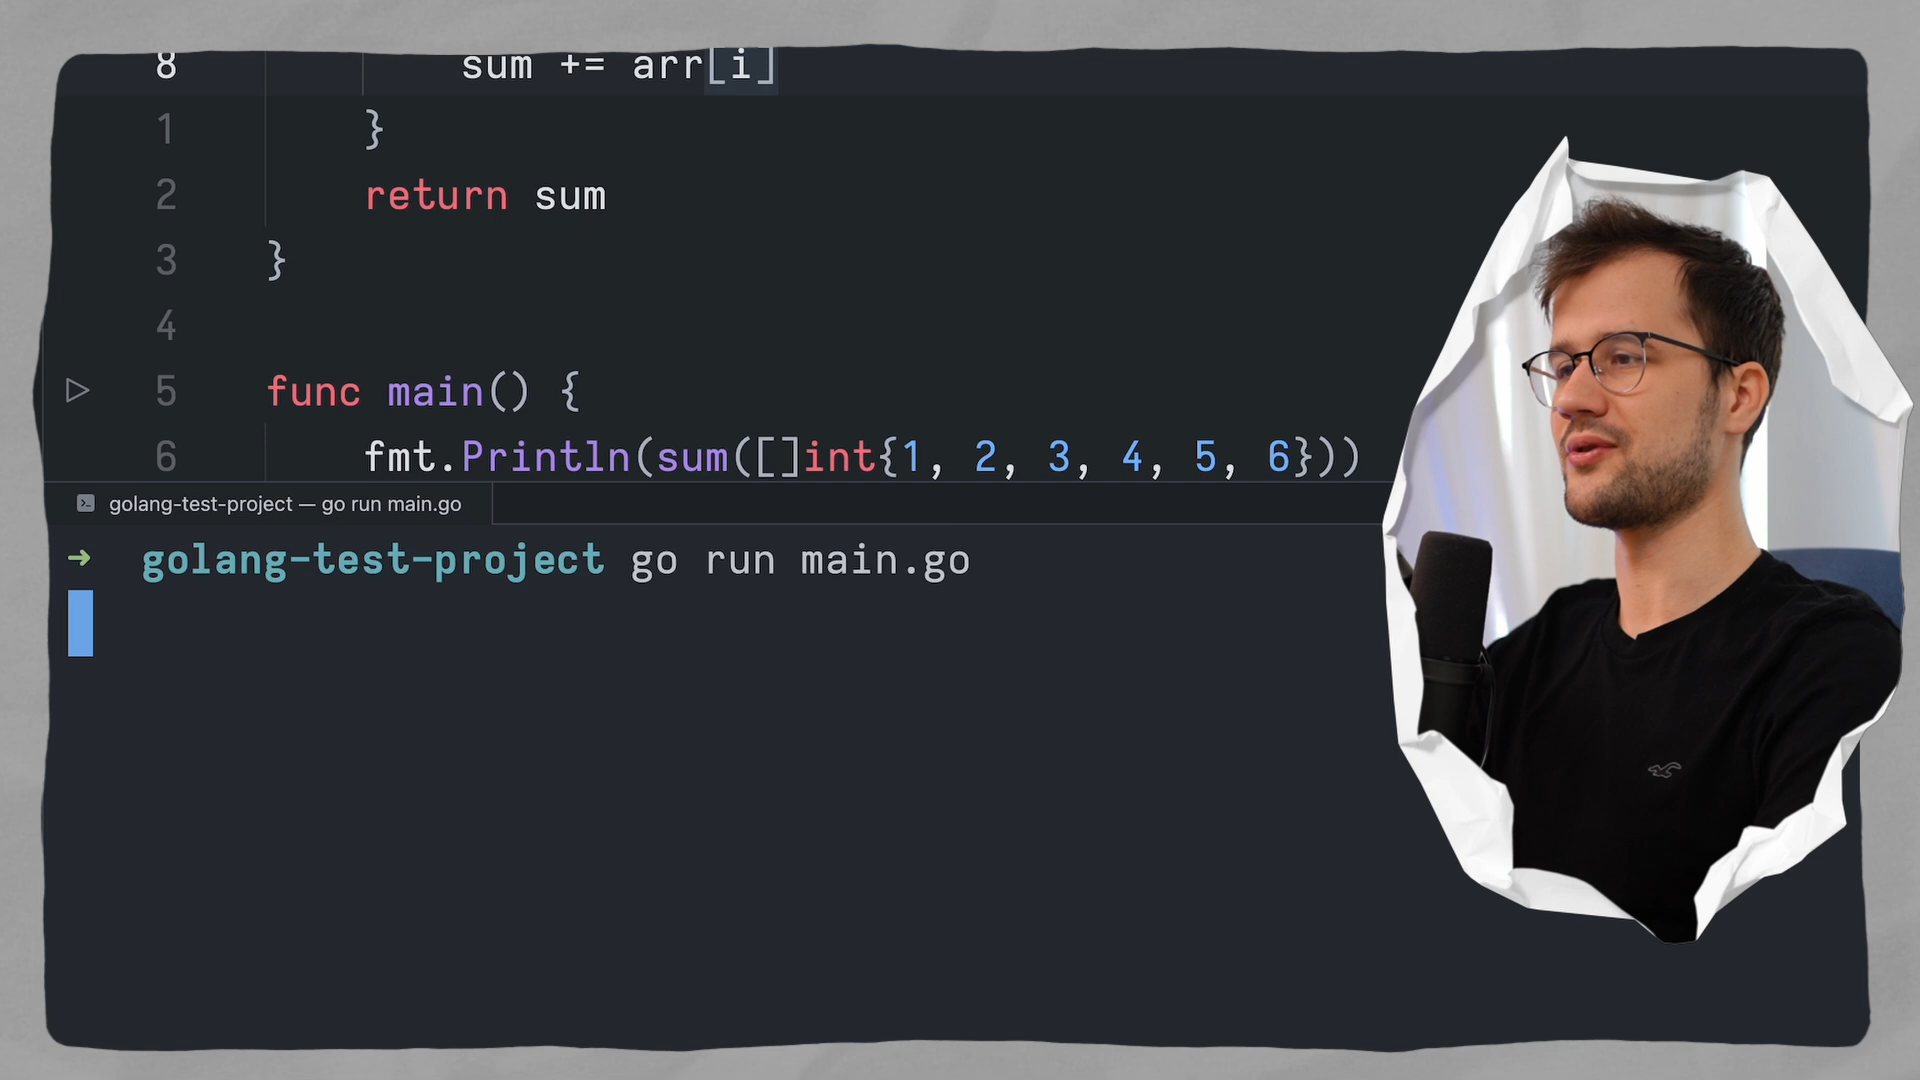 8 sum += arr[i]
1 }
2 return sum
3 }
4
5 func main() {
6 fmt.Println(sum([]int{1, 2, 3, 4, 5, 6}))
golang-test-project — go run main.go
→ golang-test-project go run main.go